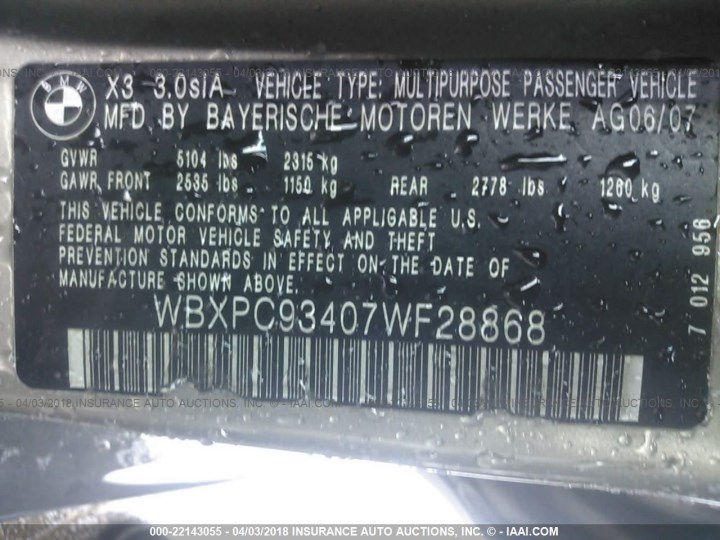 BMW
X3 3.0siA VEHICLE TYPE: MULTIPURPOSE PASSENGER VEHICLE
MFD BY BAYERISCHE MOTOREN WERKE AG 06/07
GVWR 5104 lbs 2315 kg
GAWR FRONT 2535 lbs 1150 kg REAR 2778 lbs 1260 kg
THIS VEHICLE CONFORMS TO ALL APPLICABLE U.S.
FEDERAL MOTOR VEHICLE SAFETY AND THEFT
PREVENTION STANDARDS IN EFFECT ON THE DATE OF
MANUFACTURE SHOWN ABOVE.
WBXPC93407WF28868
7 012 956
000-22143055 - 04/03/2018 INSURANCE AUTO AUCTIONS, INC. - © IAAI.COM